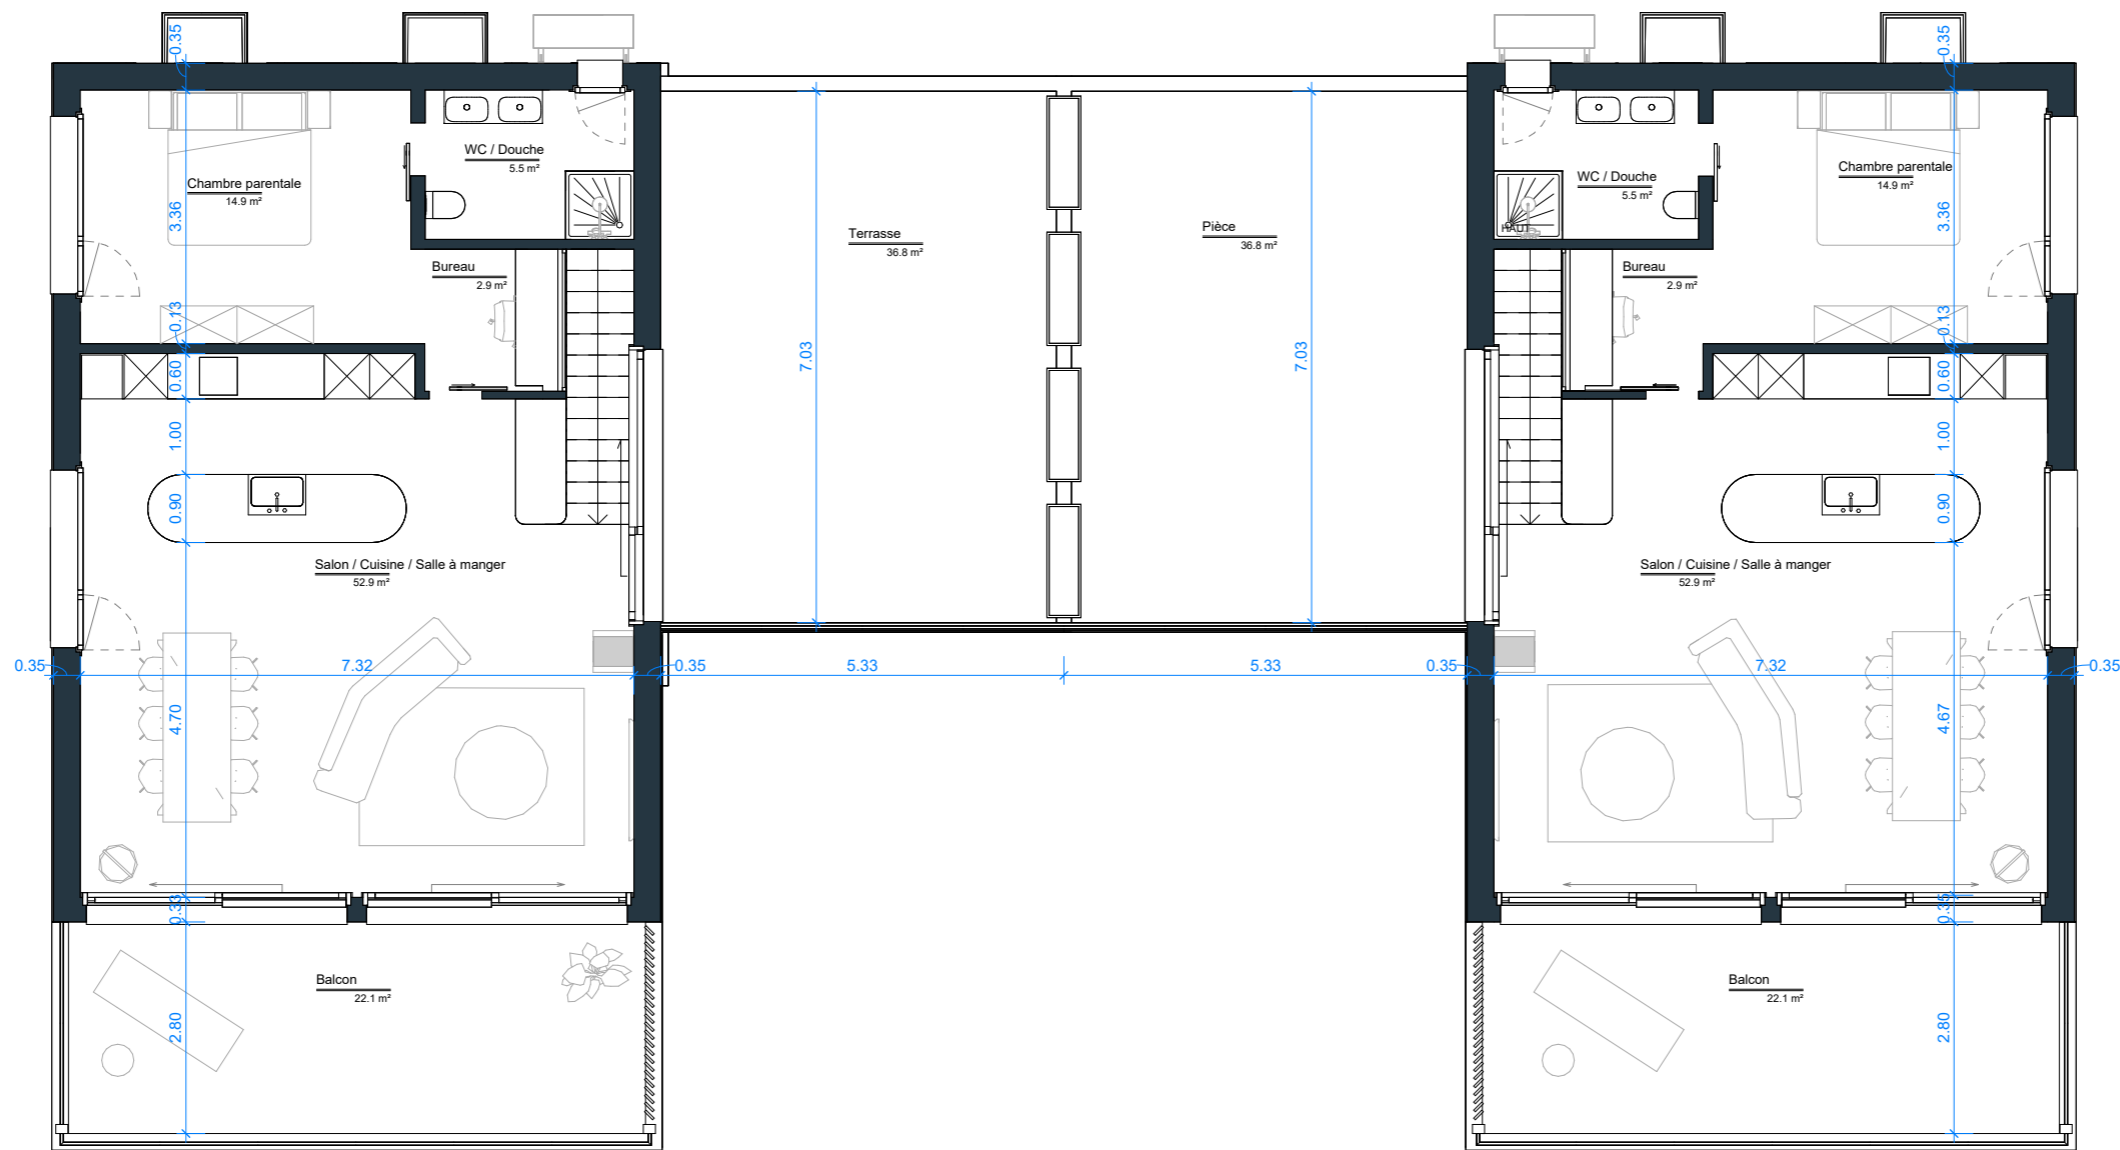 0.35
0.35
WC / Douche
5.5 m²
Chambre parentale
14.9 m²
3.36
Terrasse
36.8 m²
Pièce
36.8 m²
WC / Douche
5.5 m²
Chambre parentale
14.9 m²
3.36
HAUT
Bureau
2.9 m²
Bureau
2.9 m²
0.13
0.13
7.03
7.03
0.60
0.60
1.00
1.00
0.90
0.90
Salon / Cuisine / Salle à manger
52.9 m²
Salon / Cuisine / Salle à manger
52.9 m²
0.35
7.32
0.35
5.33
5.33
0.35
7.32
0.35
4.70
4.67
0.33
0.35
Balcon
22.1 m²
Balcon
22.1 m²
2.80
2.80